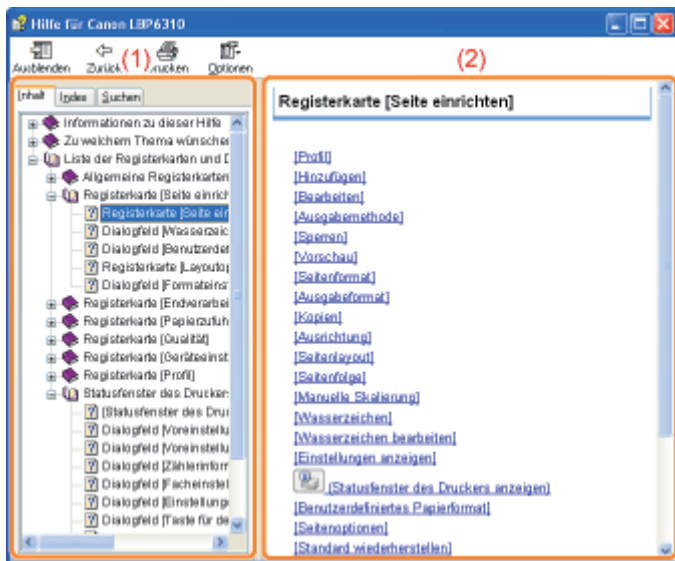 Hilfe für Canon LBP6310
Ausblenden Zurück Drucken Optionen
(1)
(2)
Inhalt Index Suchen
Informationen zu dieser Hilfe
Zu welchem Thema wünscher
Liste der Registerkarten und D
Allgemeine Registerkarten
Registerkarte [Seite einrich
Registerkarte [Seite ein
Dialogfeld [Wasserzeic
Dialogfeld [Benutzerdef
Registerkarte [Layoutop
Dialogfeld [Formateins
Registerkarte [Endverarbei
Registerkarte [Papierzufuh
Registerkarte [Qualität]
Registerkarte [Geräteeinst
Registerkarte [Profil]
Statusfenster des Drucker
[Statusfenster des Dru
Dialogfeld [Voreinstellu
Dialogfeld [Voreinstellu
Dialogfeld [Zählerinforr
Dialogfeld [Facheinstel
Dialogfeld [Einstellunge
Dialogfeld [Taste für de
Registerkarte [Seite einrichten]
[Profil]
[Hinzufügen]
[Bearbeiten]
[Ausgabemethode]
[Sperren]
[Vorschau]
[Seitenformat]
[Ausgabeformat]
[Kopien]
[Ausrichtung]
[Seitenlayout]
[Seitenfolge]
[Manuelle Skalierung]
[Wasserzeichen]
[Wasserzeichen bearbeiten]
[Einstellungen anzeigen]
(Statusfenster des Druckers anzeigen)
[Benutzerdefiniertes Papierformat]
[Seitenoptionen]
[Standard wiederherstellen]